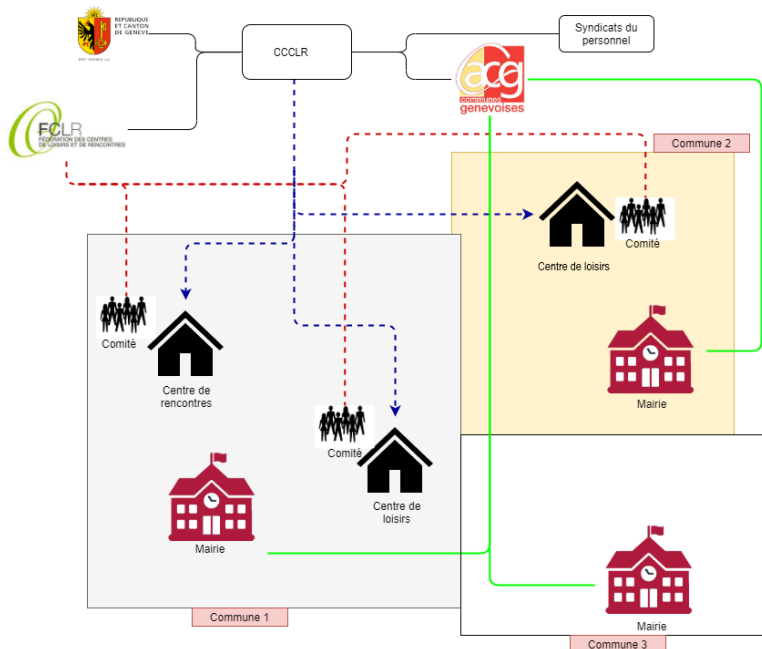 REPUBLIQUE
ET CANTON
DE GENEVE
CCCLR
Syndicats du
personnel
acg
communes
genevoises
FCLR
FÉDÉRATION DES CENTRES
DE LOISIRS ET DE RENCONTRES
Commune 2
Comité
Centre de loisirs
Mairie
Comité
Centre de
rencontres
Comité
Centre de
loisirs
Mairie
Commune 1
Mairie
Commune 3